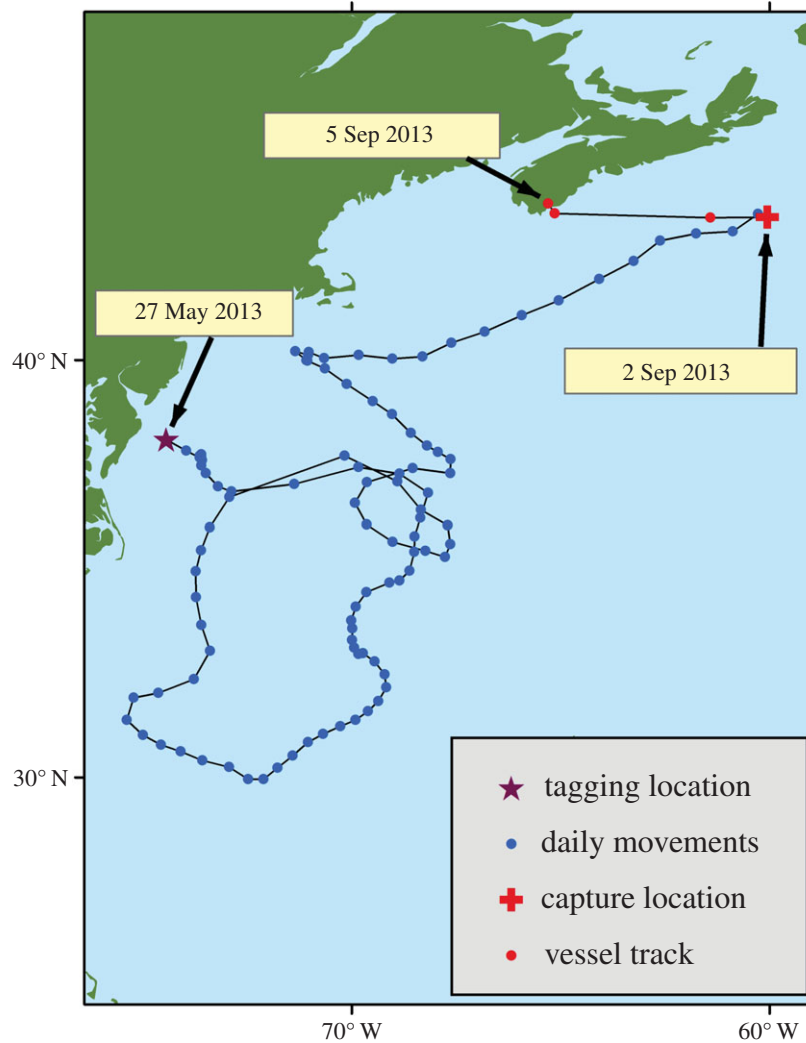 5 Sep 2013
27 May 2013
40° N
2 Sep 2013
30° N
tagging location
daily movements
capture location
vessel track
70° W
60° W